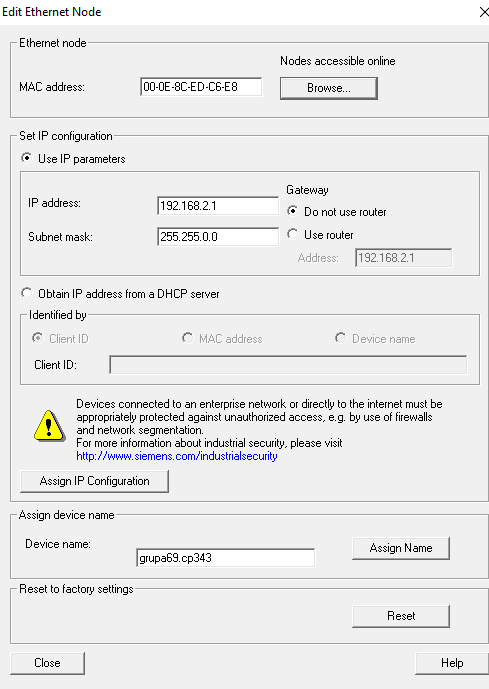 Edit Ethernet Node
Ethernet node
Nodes accessible online
MAC address:
00-0E-8C-ED-C6-E8
Browse...
Set IP configuration
Use IP parameters
IP address:
192.168.2.1
Subnet mask:
255.255.0.0
Gateway
Do not use router
Use router
Address:
192.168.2.1
Obtain IP address from a DHCP server
Identified by
Client ID
MAC address
Device name
Client ID:
Devices connected to an enterprise network or directly to the internet must be
appropriately protected against unauthorized access, e.g. by use of firewalls
and network segmentation.
For more information about industrial security, please visit
http://www.siemens.com/industrialsecurity
Assign IP Configuration
Assign device name
Device name:
grupa69.cp343
Assign Name
Reset to factory settings
Reset
Close
Help